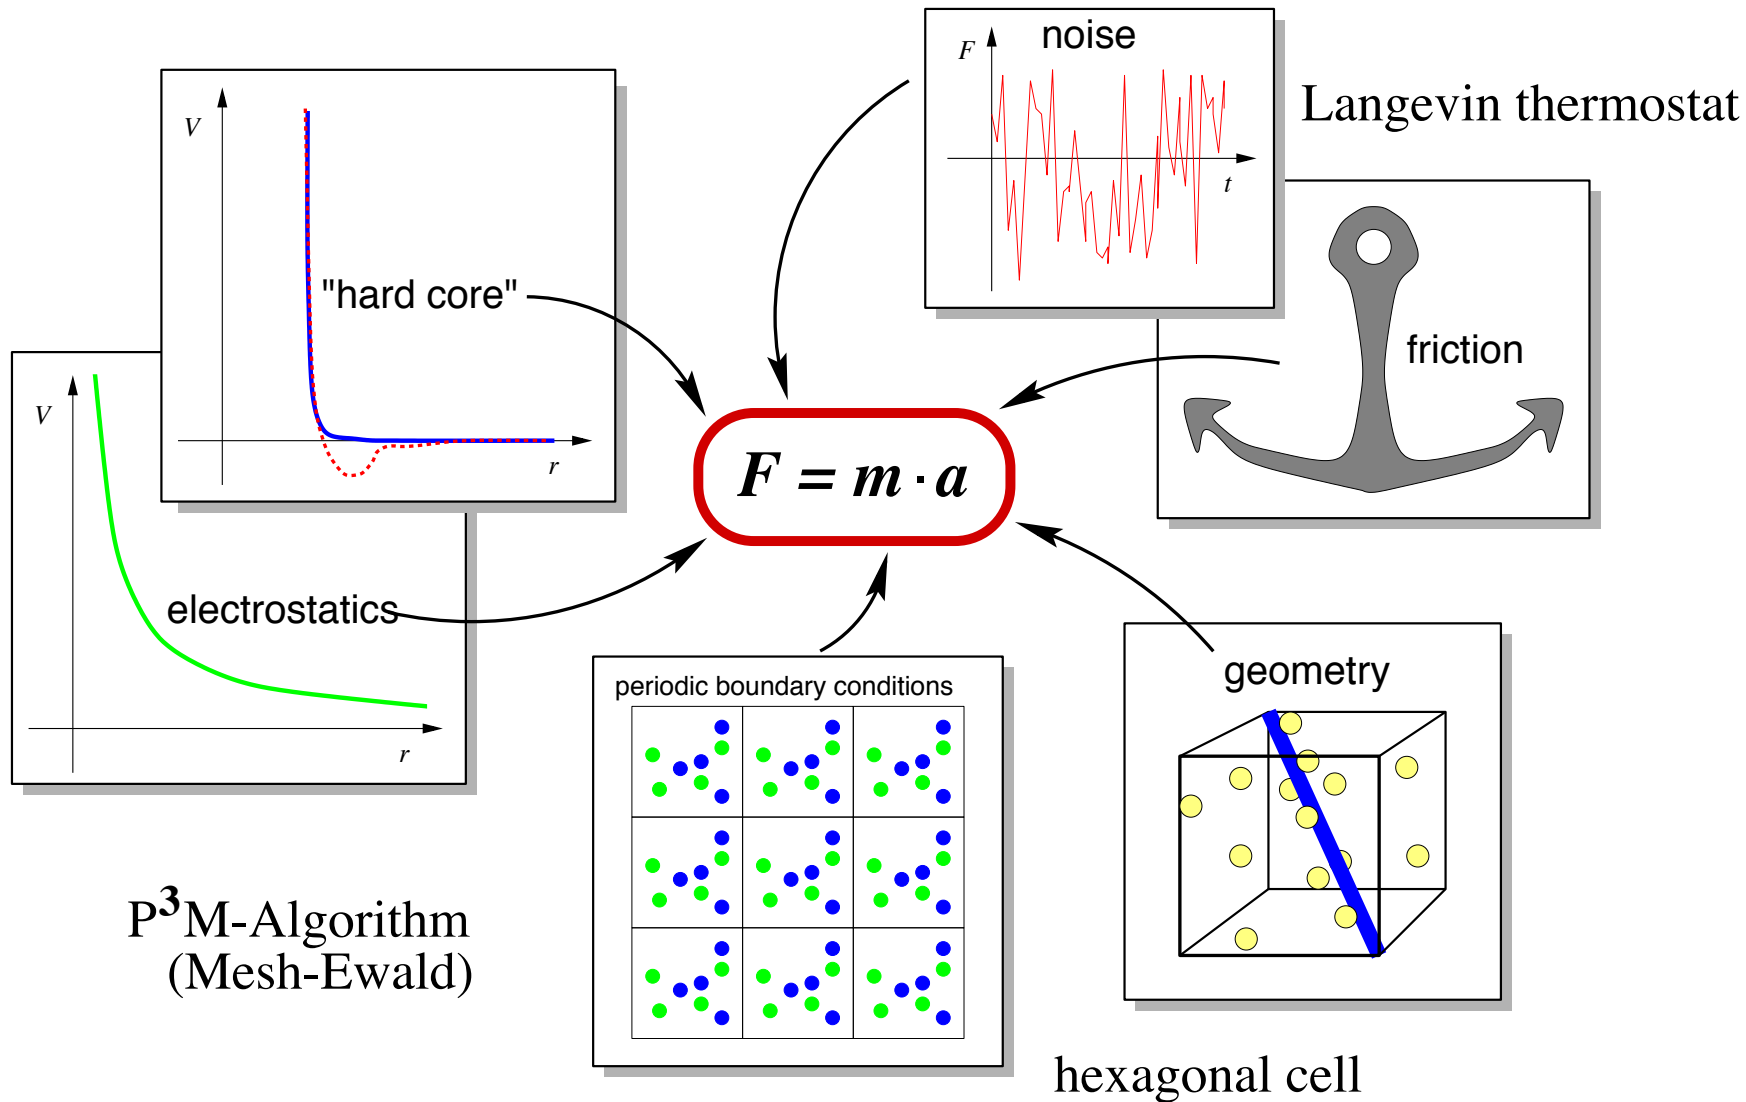 noise
F
t
Langevin thermostat
V
"hard core"
r
friction
V
F = m · a
electrostatics
r
periodic boundary conditions
geometry
P³M-Algorithm
(Mesh-Ewald)
hexagonal cell